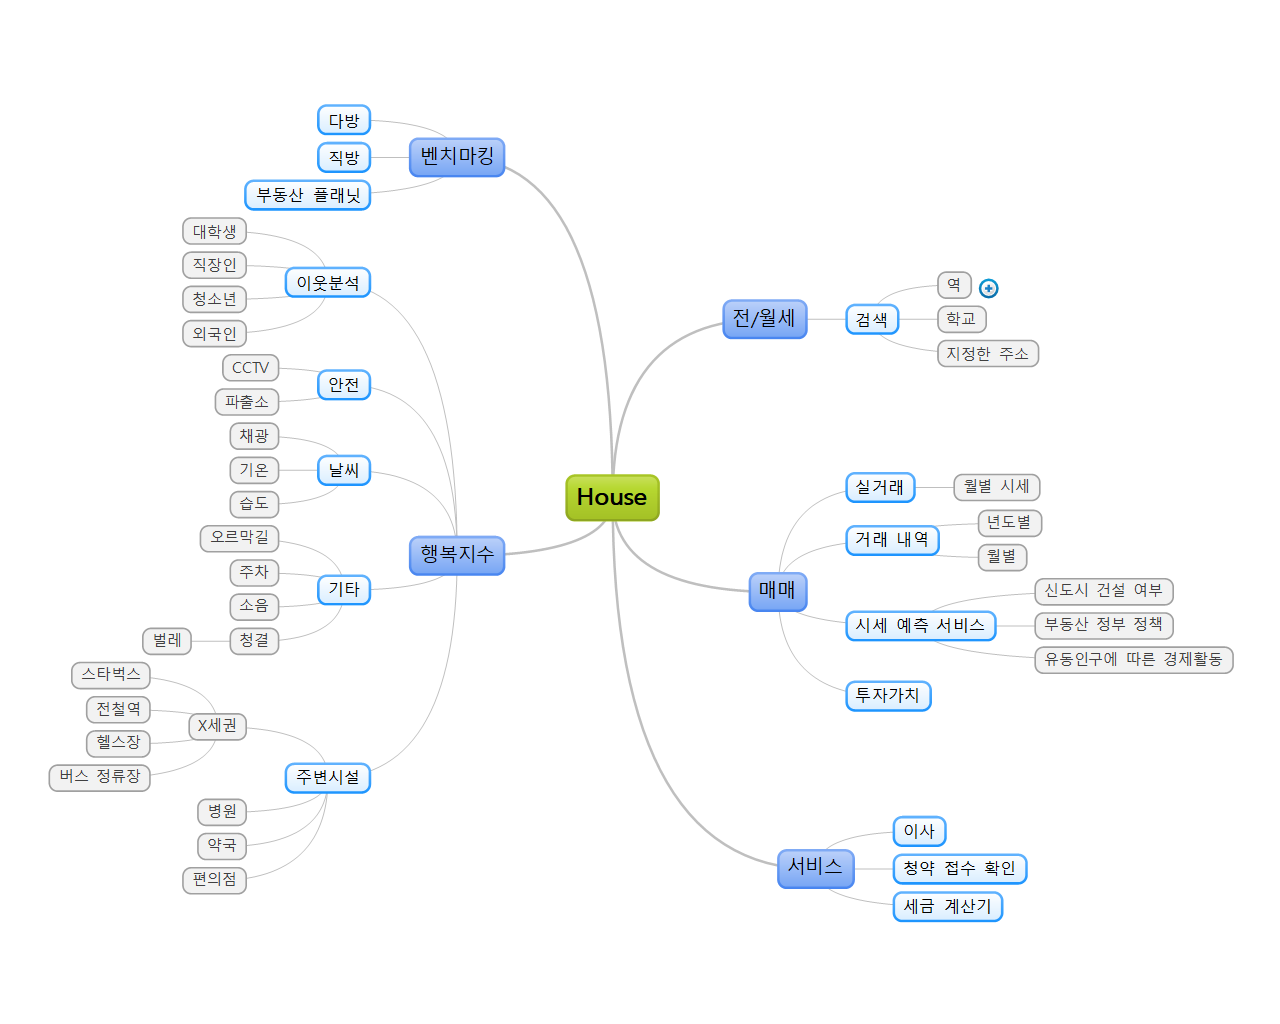 House
벤치마킹
다방
직방
부동산 플래닛
행복지수
이웃분석
대학생
직장인
청소년
외국인
안전
CCTV
파출소
날씨
채광
기온
습도
기타
오르막길
주차
소음
청결
벌레
주변시설
X세권
스타벅스
전철역
헬스장
버스 정류장
병원
약국
편의점
전/월세
검색
역
학교
지정한 주소
매매
실거래
월별 시세
거래 내역
년도별
월별
시세 예측 서비스
신도시 건설 여부
부동산 정부 정책
유동인구에 따른 경제활동
투자가치
서비스
이사
청약 접수 확인
세금 계산기